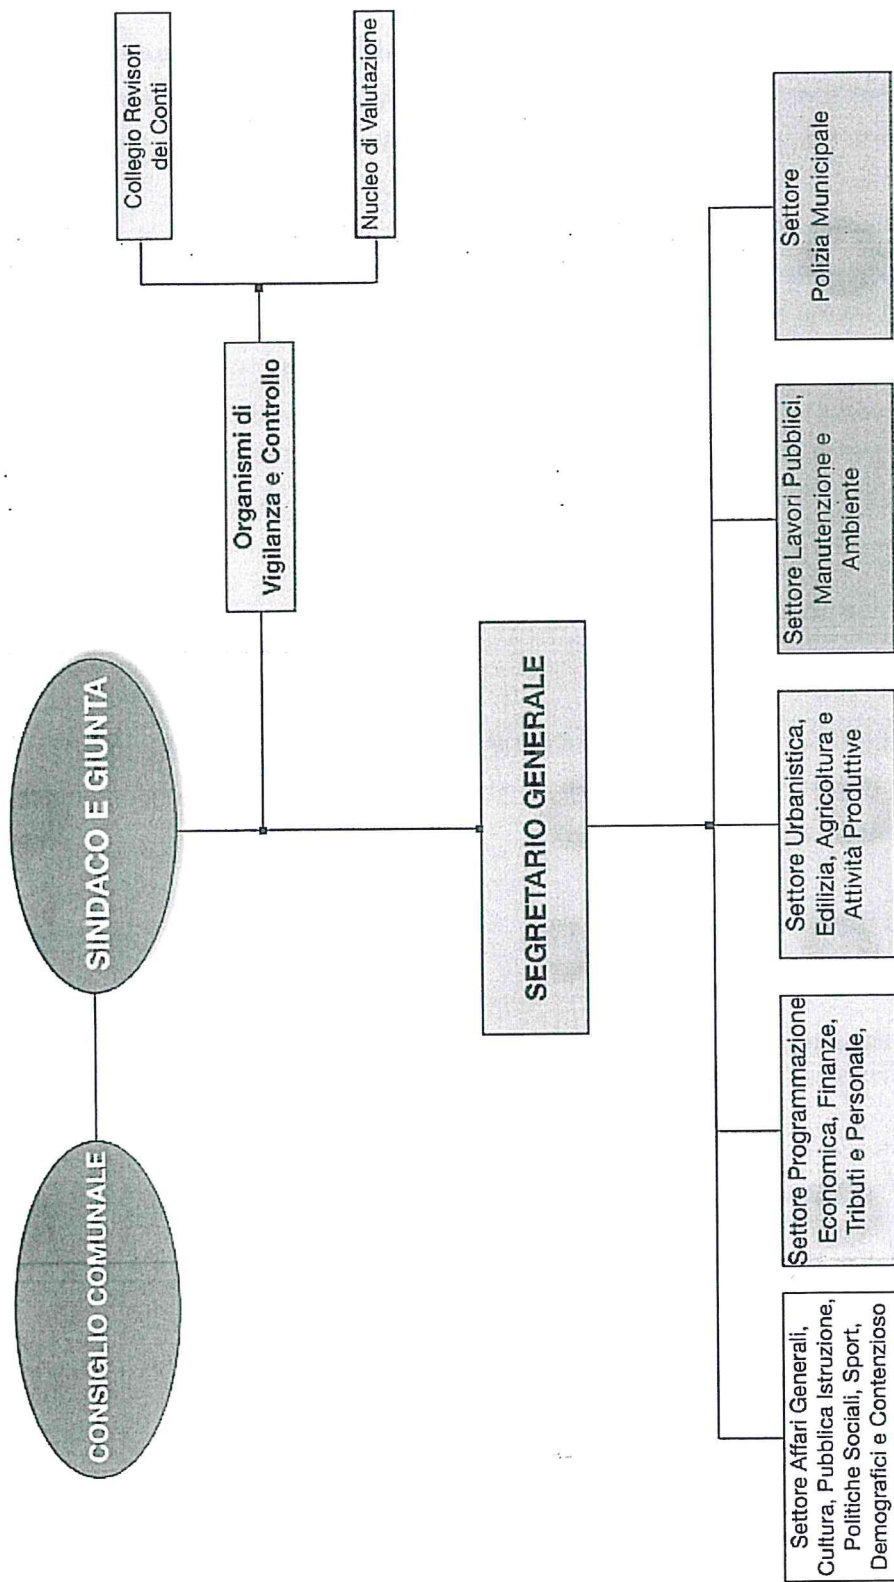 CONSIGLIO COMUNALE
SINDACO E GIUNTA
Organismi di
Vigilanza e Controllo
Collegio Revisori
dei Conti
Nucleo di Valutazione
SEGRETARIO GENERALE
Settore Affari Generali,
Cultura, Pubblica Istruzione,
Politiche Sociali, Sport,
Demografici e Contenzioso
Settore Programmazione
Economica, Finanze,
Tributi e Personale,
Settore Urbanistica,
Edilizia, Agricoltura e
Attività Produttive
Settore Lavori Pubblici,
Manutenzione e
Ambiente
Settore
Polizia Municipale